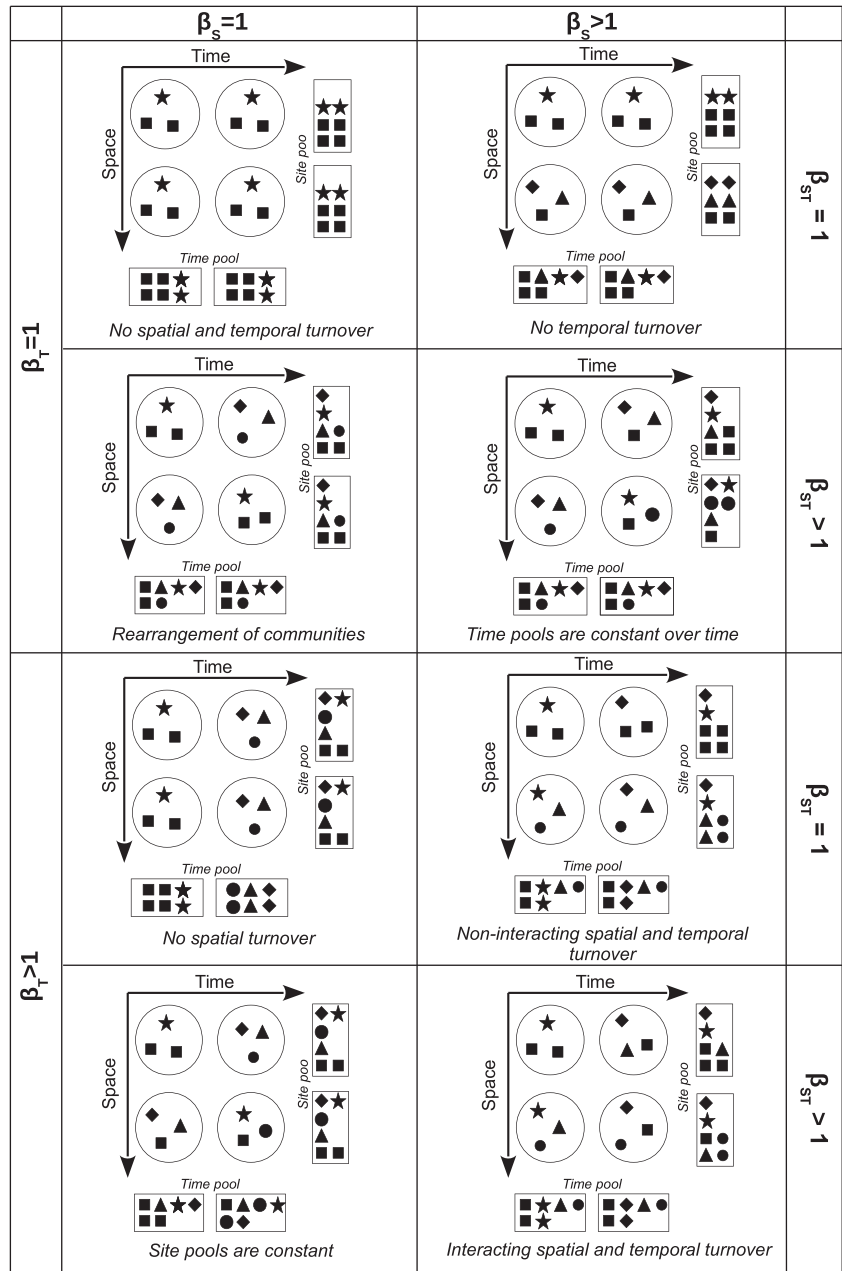 βS=1
βS>1
Time
Time
Space
Site poo
Space
Site poo
βST = 1
Time pool
Time pool
No spatial and temporal turnover
No temporal turnover
βT=1
Time
Time
Space
Site poo
Space
Site poo
βST > 1
Time pool
Time pool
Rearrangement of communities
Time pools are constant over time
Time
Time
Space
Site poo
Space
Site poo
βST = 1
Time pool
Time pool
No spatial turnover
Non-interacting spatial and temporal
turnover
βT>1
Time
Time
Space
Site poo
Space
Site poo
βST > 1
Time pool
Time pool
Site pools are constant
Interacting spatial and temporal turnover